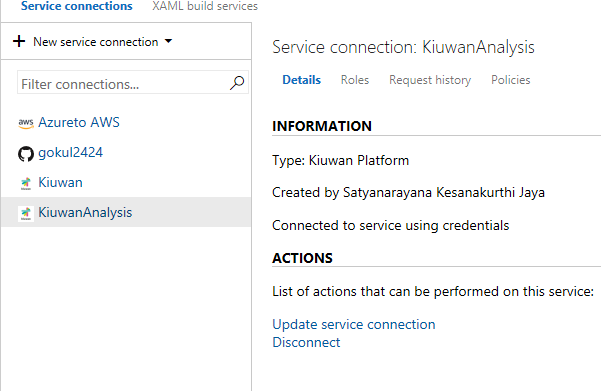 Service connections XAML build services
+ New service connection
Filter connections...
aws Azureto AWS
gokul2424
Kiuwan
KiuwanAnalysis
Service connection: KiuwanAnalysis
Details Roles Request history Policies
INFORMATION
Type: Kiuwan Platform
Created by Satyanarayana Kesanakurthi Jaya
Connected to service using credentials
ACTIONS
List of actions that can be performed on this service:
Update service connection
Disconnect